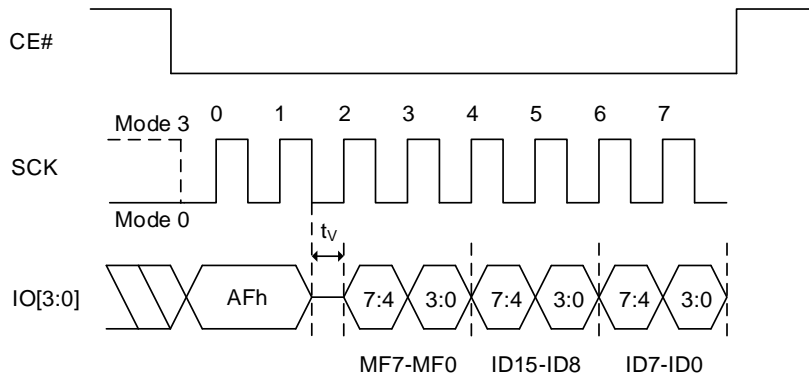 CE#
0 1 2 3 4 5 6 7
Mode 3
SCK
Mode 0
tV
IO[3:0]
AFh 7:4 3:0 7:4 3:0 7:4 3:0
MF7-MF0 ID15-ID8 ID7-ID0